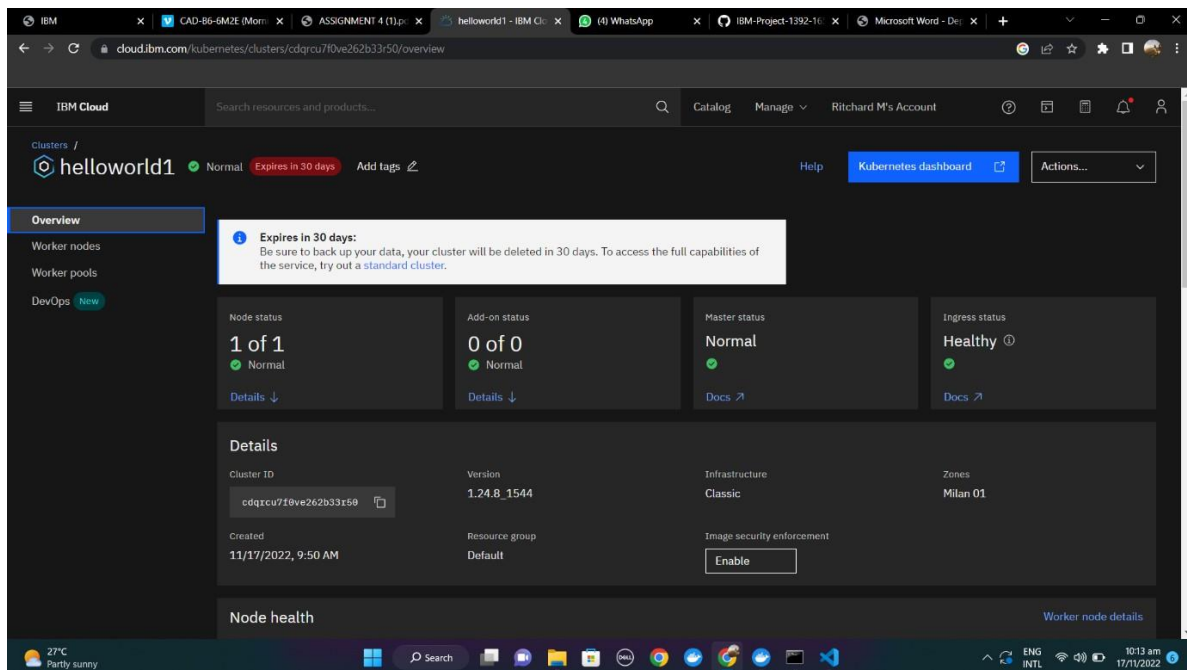 IBM
CAD-B6-6M2E (Morn
ASSIGNMENT 4 (1).pd
helloworld1 - IBM Clo
(4) WhatsApp
IBM-Project-1392-16
Microsoft Word - Dep
cloud.ibm.com/kubernetes/clusters/cdqrcu7f0ve262b33r50/overview
IBM Cloud
Search resources and products...
Catalog
Manage
Ritchard M's Account
Clusters /
helloworld1
Normal
Expires in 30 days
Add tags
Help
Kubernetes dashboard
Actions...
Overview
Worker nodes
Worker pools
DevOps New
Expires in 30 days:
Be sure to back up your data, your cluster will be deleted in 30 days. To access the full capabilities of
the service, try out a standard cluster.
Node status
1 of 1
Normal
Details
Add-on status
0 of 0
Normal
Details
Master status
Normal
Docs
Ingress status
Healthy
Docs
Details
Cluster ID
cdqrcu7f0ve262b33r50
Version
1.24.8_1544
Infrastructure
Classic
Zones
Milan 01
Created
11/17/2022, 9:50 AM
Resource group
Default
Image security enforcement
Enable
Node health
Worker node details
27°C
Partly sunny
Search
ENG
INTL
10:13 am
17/11/2022
6